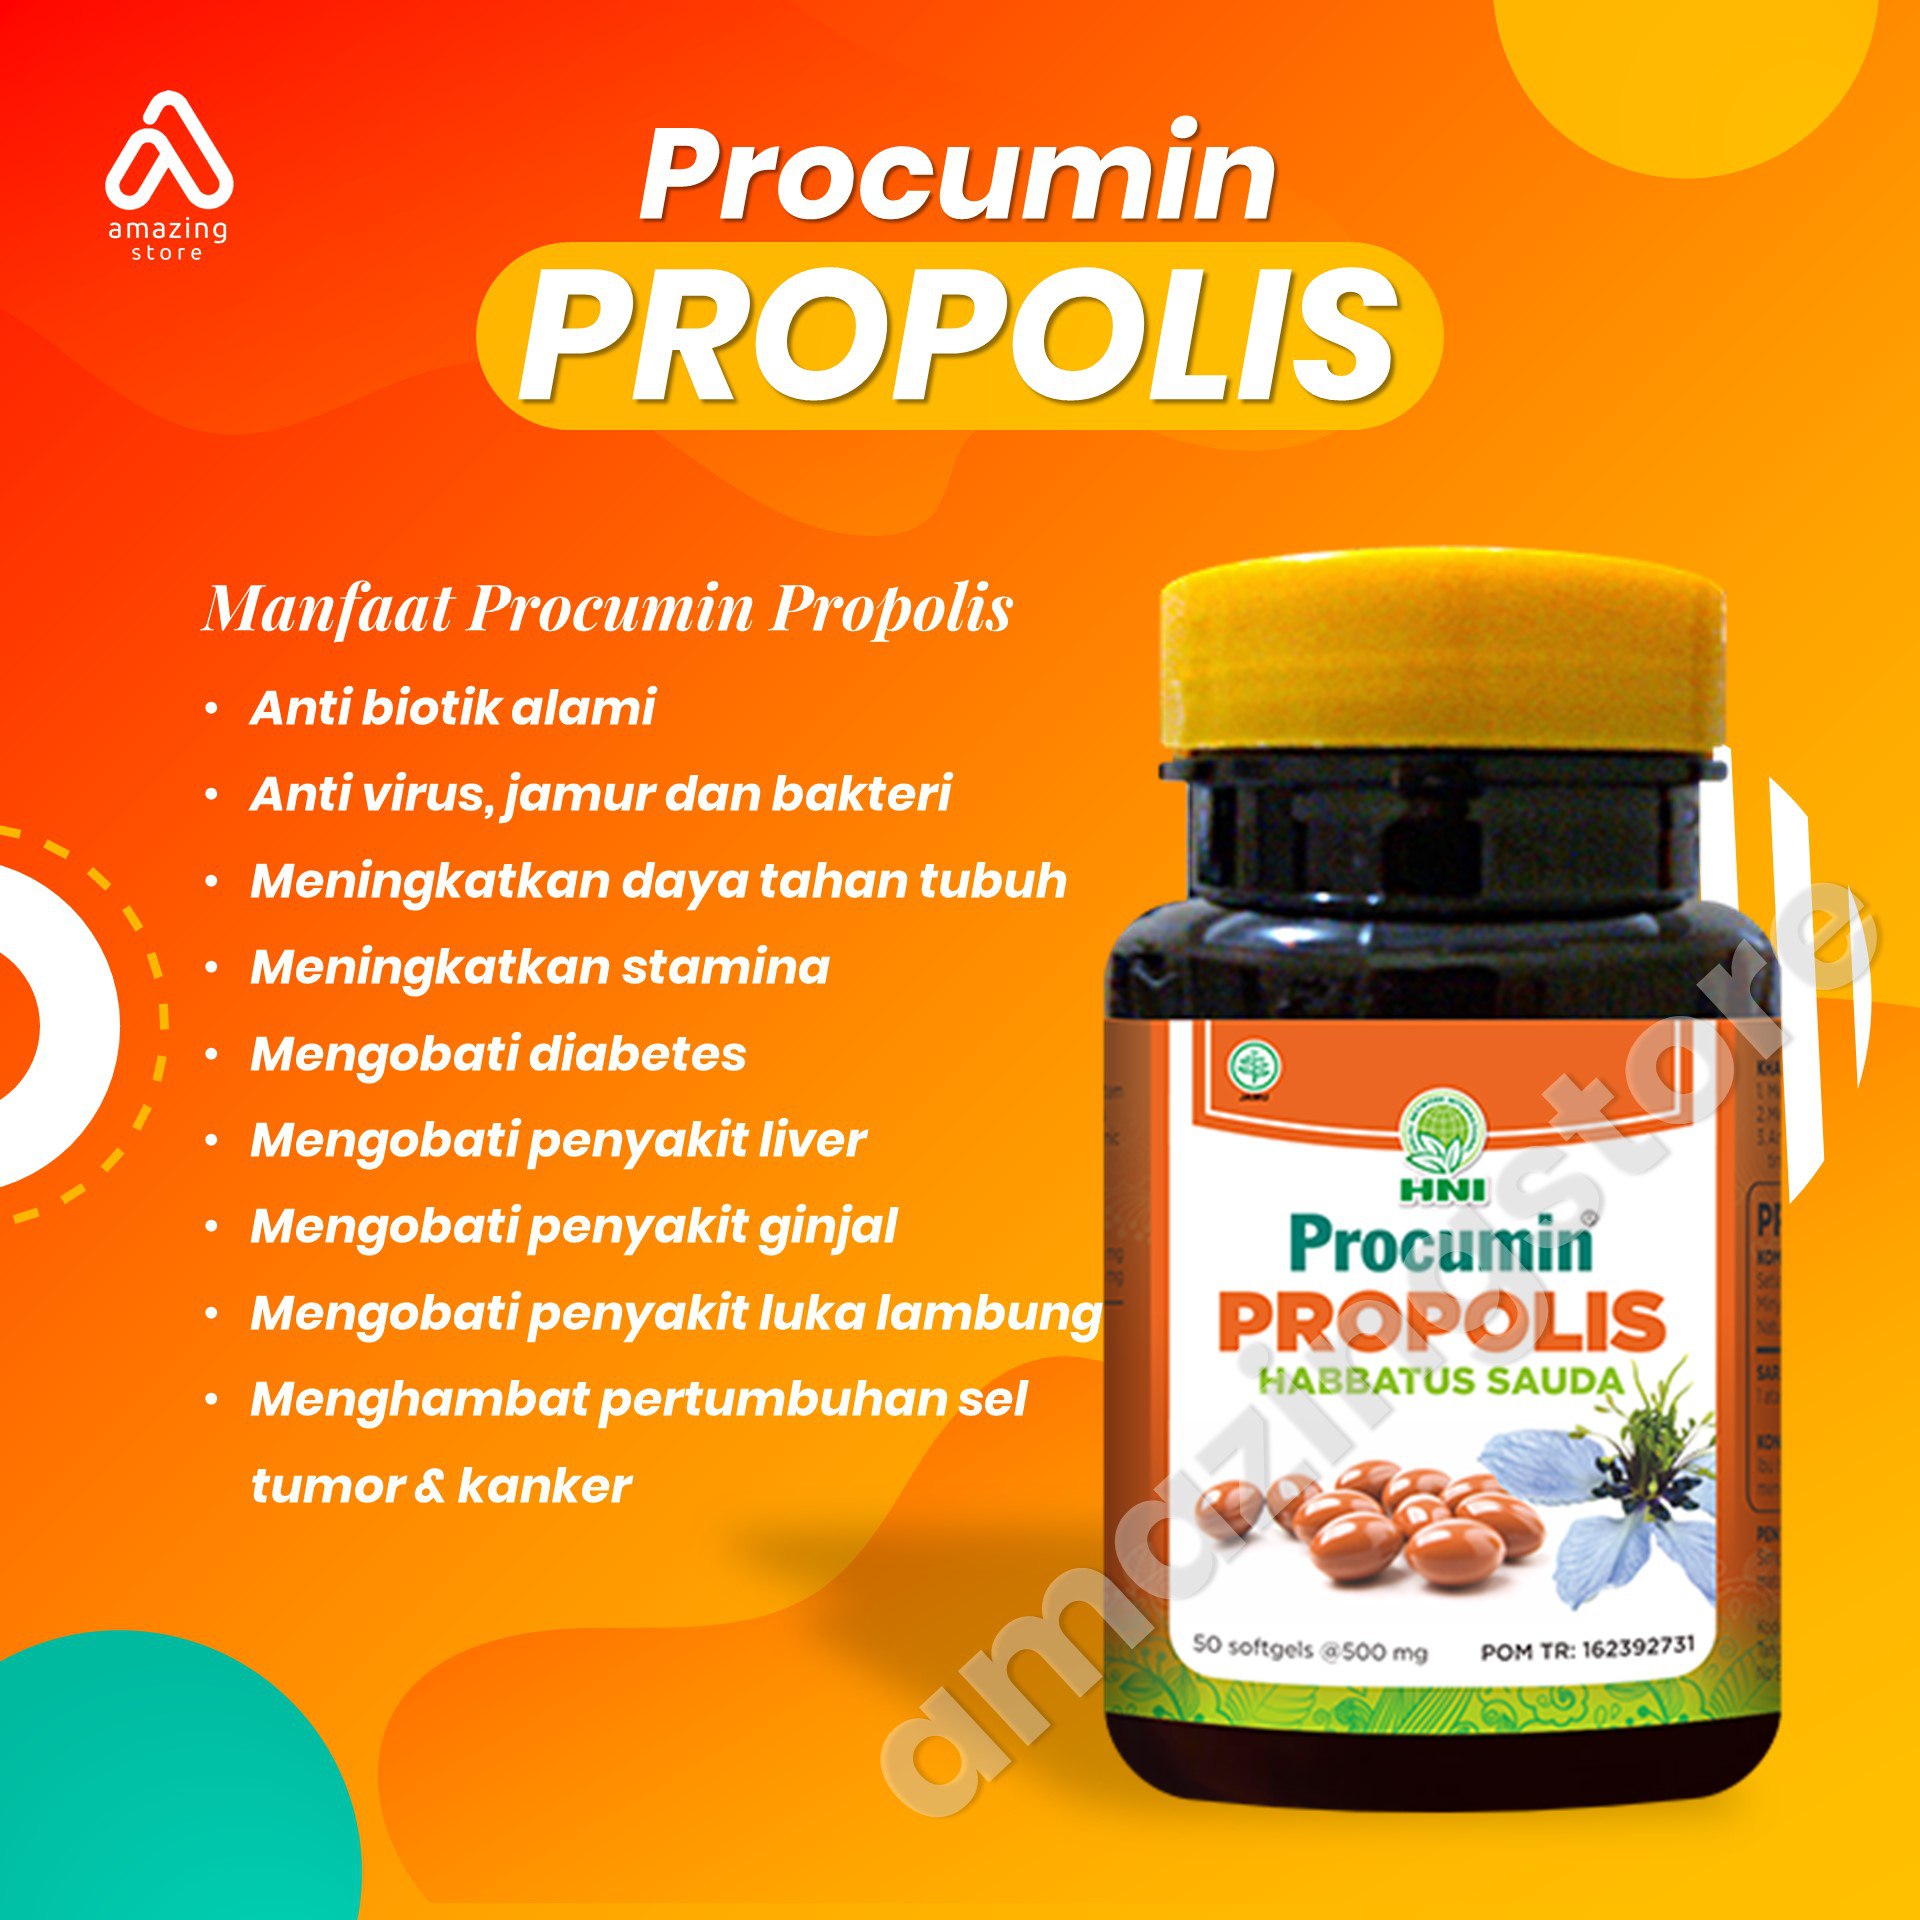 amazing
store
Procumin
PROPOLIS
Manfaat Procumin Propolis
• Anti biotik alami
• Anti virus, jamur dan bakteri
• Meningkatkan daya tahan tubuh
• Meningkatkan stamina
• Mengobati diabetes
• Mengobati penyakit liver
• Mengobati penyakit ginjal
• Mengobati penyakit luka lambung
• Menghambat pertumbuhan sel
tumor & kanker
JAMU
HNI
Procumin®
PROPOLIS
HABBATUS SAUDA
50 softgels @500 mg
POM TR: 162392731
amazingstore